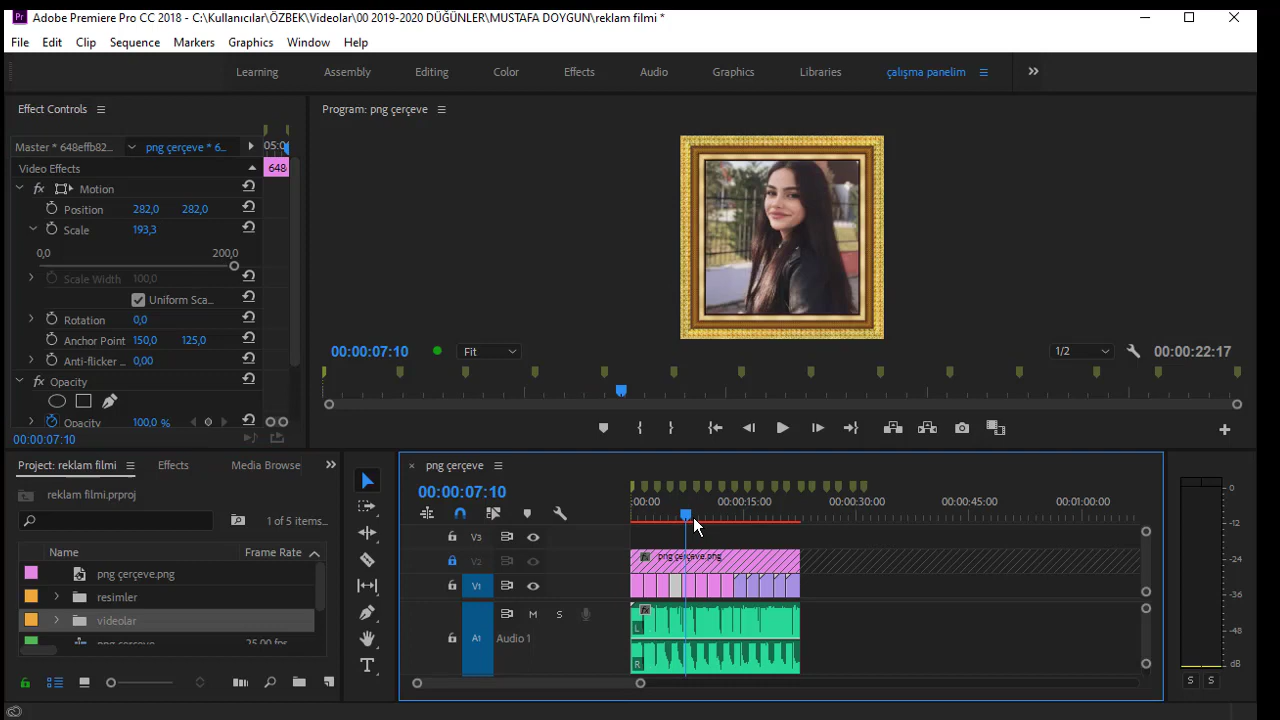 Adobe Premiere Pro CC 2018 - C:\Kullanıcılar\ÖZBEK\Videolar\00 2019-2020 DÜĞÜNLER\MUSTAFA DOYGUN\reklam filmi *
File Edit Clip Sequence Markers Graphics Window Help
Learning Assembly Editing Color Effects Audio Graphics Libraries çalışma panelim
Effect Controls
Program: png çerçeve
Master * 648effb82... png çerçeve * 6... 05:0
Video Effects 648
fx Motion
Position 282,0 282,0
Scale 193,3
0,0 200,0
Scale Width 100,0
Uniform Sca...
Rotation 0,0
Anchor Point 150,0 125,0
Anti-flicker ... 0,00
fx Opacity
Opacity 100,0 %
00:00:07:10
00:00:07:10 Fit 1/2 00:00:22:17
Project: reklam filmi Effects Media Browse
reklam filmi.prproj
1 of 5 items...
Name Frame Rate
png çerçeve.png
resimler
videolar
png çerçeve 25,00 fps
png çerçeve
00:00:07:10
:00:00 00:00:15:00 00:00:30:00 00:00:45:00 00:01:00:00
V3
V2 fx png çerçeve.png
V1
M S
A1 Audio 1
L
R
0
-12
-24
-36
-48
dB
S S